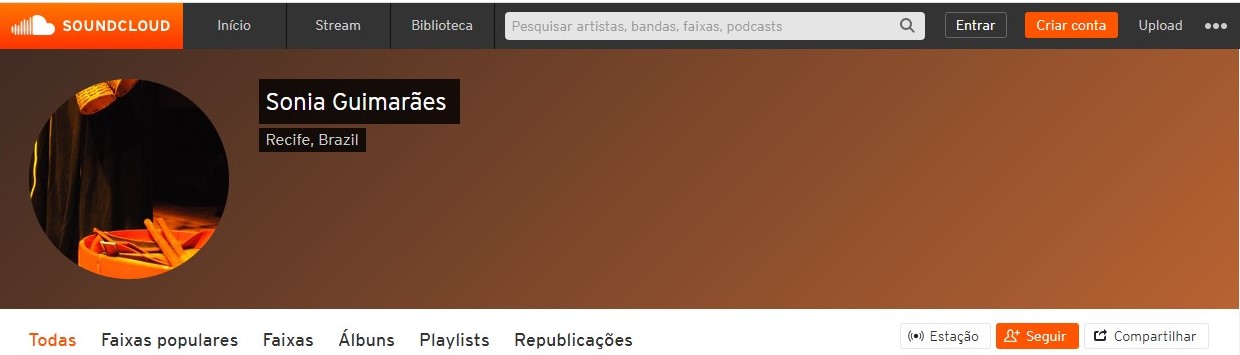 SOUNDCLOUD Início Stream Biblioteca Pesquisar artistas, bandas, faixas, podcasts Entrar Criar conta Upload
Sonia Guimarães
Recife, Brazil
Todas Faixas populares Faixas Álbuns Playlists Republicações Estação Seguir Compartilhar